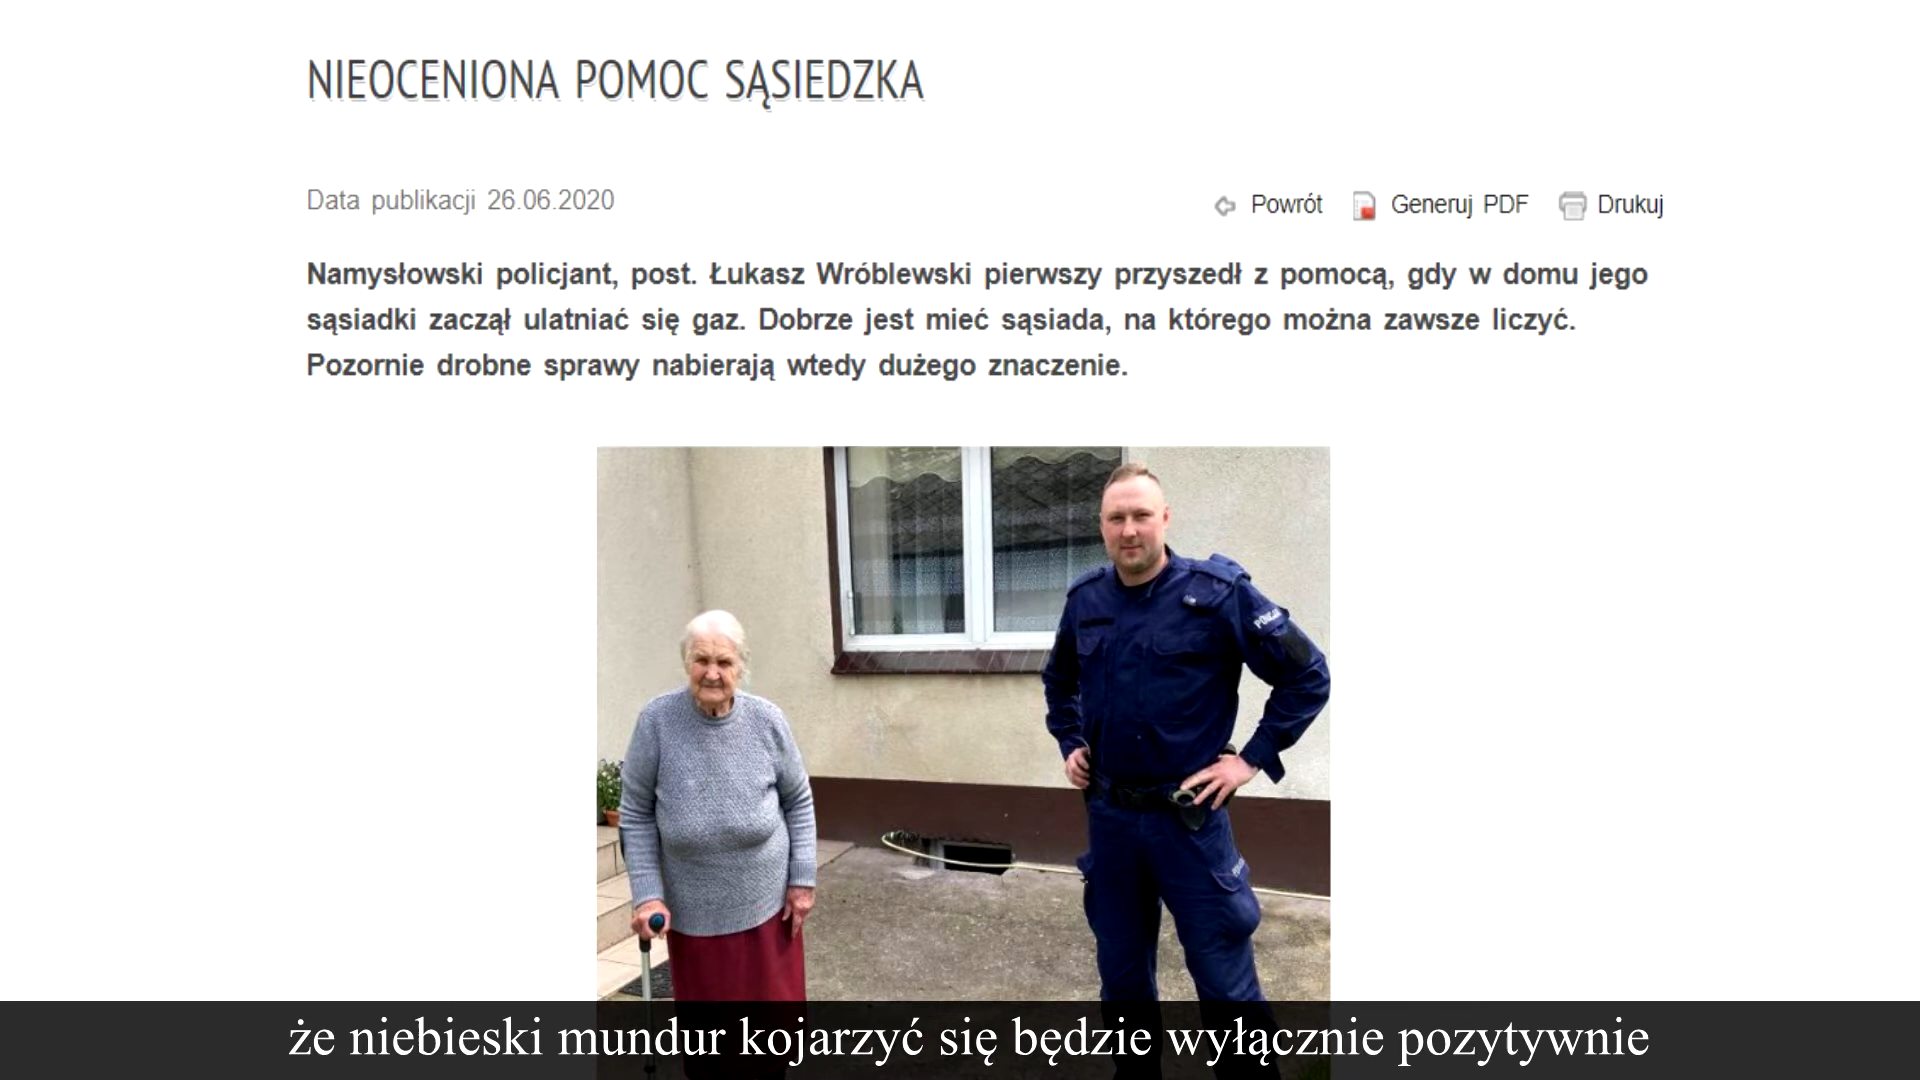 NIEOCENIONA POMOC SĄSIEDZKA
Data publikacji 26.06.2020
Powrót Generuj PDF Drukuj
Namysłowski policjant, post. Łukasz Wróblewski pierwszy przyszedł z pomocą, gdy w domu jego
sąsiadki zaczął ulatniać się gaz. Dobrze jest mieć sąsiada, na którego można zawsze liczyć.
Pozornie drobne sprawy nabierają wtedy dużego znaczenie.
POLICJA
że niebieski mundur kojarzyć się będzie wyłącznie pozytywnie